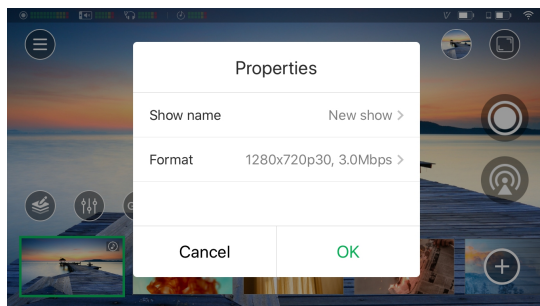 Properties
Show name New show
Format 1280x720p30, 3.0Mbps
Cancel OK